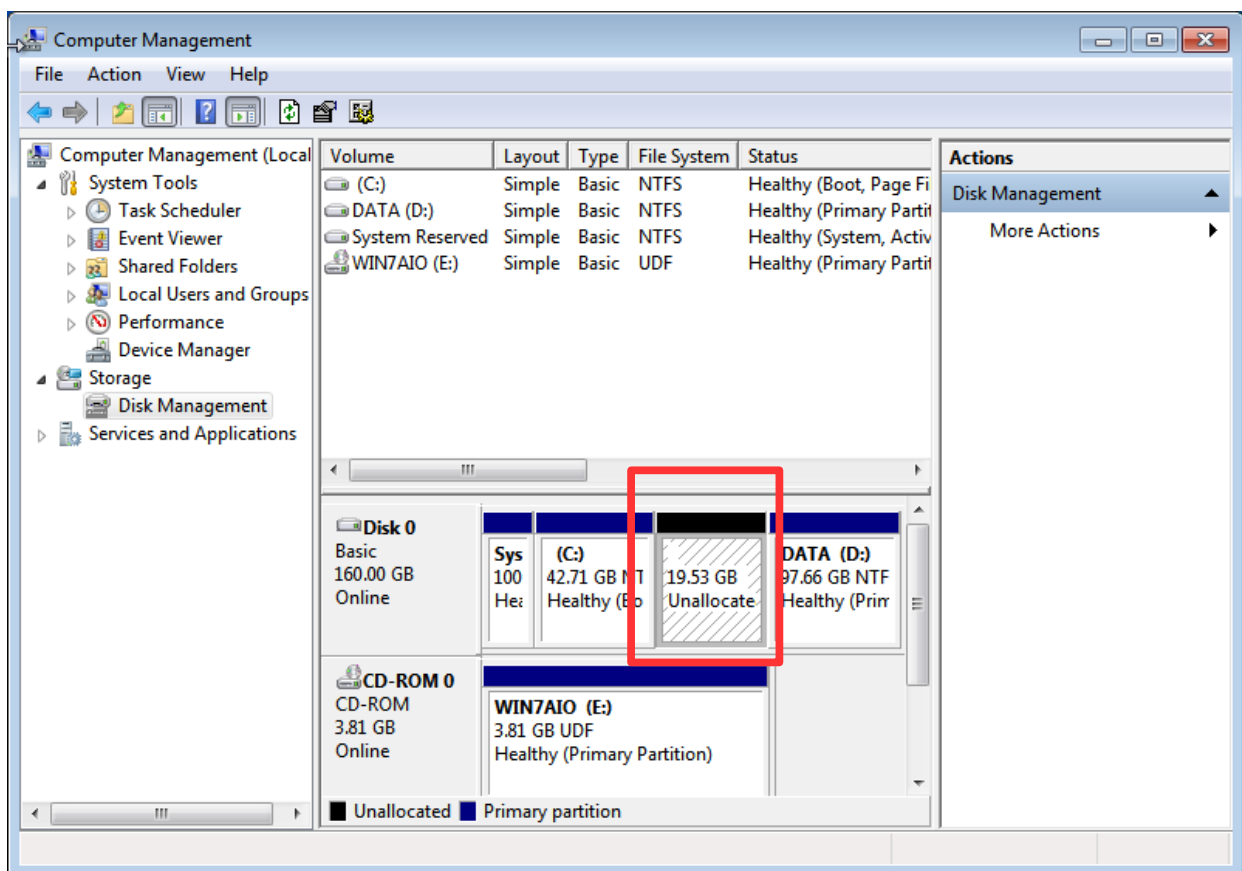 Computer Management
File Action View Help
Computer Management (Local
System Tools
Task Scheduler
Event Viewer
Shared Folders
Local Users and Groups
Performance
Device Manager
Storage
Disk Management
Services and Applications
Volume Layout Type File System Status
(C:) Simple Basic NTFS Healthy (Boot, Page Fi
DATA (D:) Simple Basic NTFS Healthy (Primary Partit
System Reserved Simple Basic NTFS Healthy (System, Activ
WIN7AIO (E:) Simple Basic UDF Healthy (Primary Partit
Disk 0
Basic
160.00 GB
Online
Sys
100
Hea
(C:)
42.71 GB NT
Healthy (Bo
19.53 GB
Unallocate
DATA (D:)
97.66 GB NTF
Healthy (Prim
CD-ROM 0
CD-ROM
3.81 GB
Online
WIN7AIO (E:)
3.81 GB UDF
Healthy (Primary Partition)
Unallocated Primary partition
Actions
Disk Management
More Actions